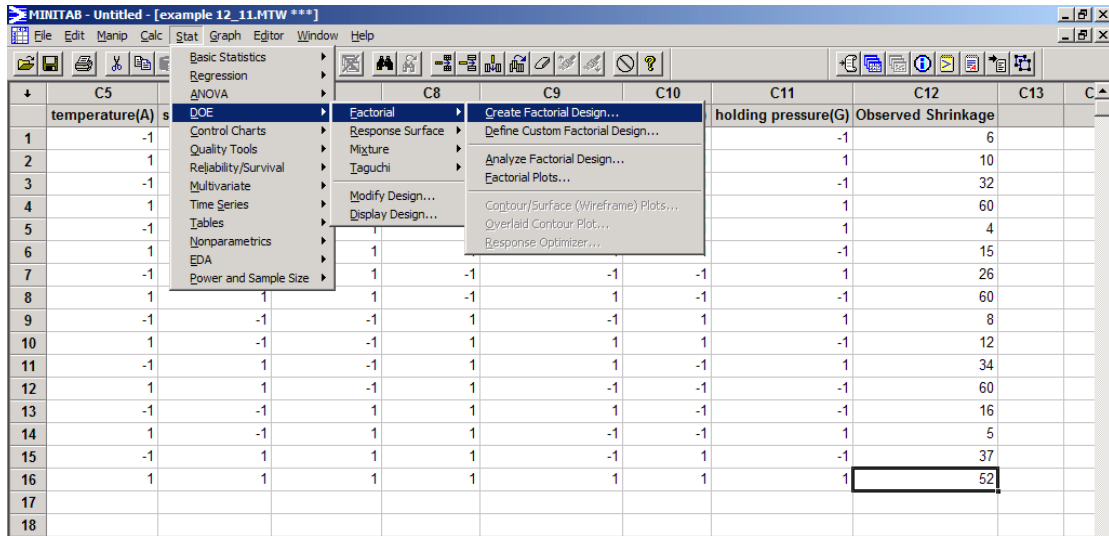 MINITAB - Untitled - [example 12_11.MTW ***]
File Edit Manip Calc Stat Graph Editor Window Help
Basic Statistics
Regression
ANOVA
DOE
Control Charts
Quality Tools
Reliability/Survival
Multivariate
Time Series
Tables
Nonparametrics
EDA
Power and Sample Size
Factorial
Response Surface
Mixture
Taguchi
Modify Design...
Display Design...
Create Factorial Design...
Define Custom Factorial Design...
Analyze Factorial Design...
Factorial Plots...
Contour/Surface (Wireframe) Plots...
Overlaid Contour Plot...
Response Optimizer...
C5 C8 C9 C10 C11 C12 C13
temperature(A) s holding pressure(G) Observed Shrinkage
1 -1 -1 6
2 1 1 10
3 -1 -1 32
4 1 1 60
5 -1 1 4
6 1 1 -1 15
7 -1 1 1 -1 -1 -1 1 26
8 1 1 1 -1 1 -1 -1 60
9 -1 -1 -1 1 -1 1 1 8
10 1 -1 -1 1 1 1 -1 12
11 -1 1 -1 1 1 -1 1 34
12 1 1 -1 1 -1 -1 -1 60
13 -1 -1 1 1 1 -1 -1 16
14 1 -1 1 1 -1 -1 1 5
15 -1 1 1 1 -1 1 -1 37
16 1 1 1 1 1 1 1 52
17
18